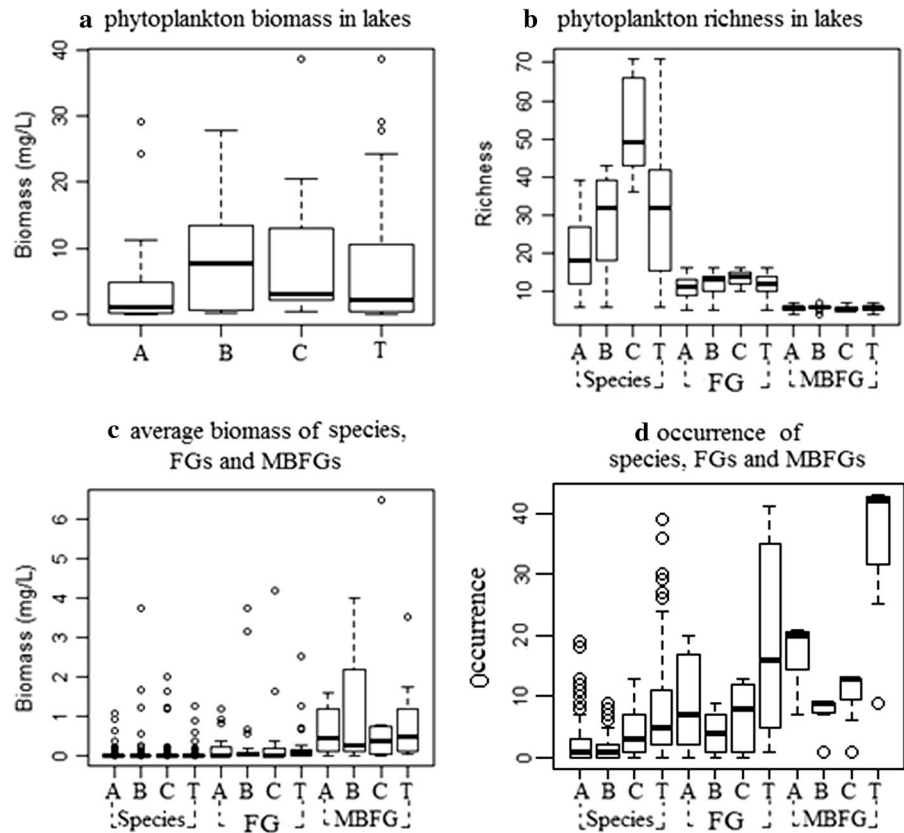 a phytoplankton biomass in lakes
Biomass (mg/L)
40
30
20
10
0
A B C T
b phytoplankton richness in lakes
Richness
70
60
50
40
30
20
10
A B C T A B C T A B C T
Species FG MBFG
c average biomass of species,
FGs and MBFGs
Biomass (mg/L)
6
5
4
3
2
1
0
A B C T A B C T A B C T
Species FG MBFG
d occurrence of
species, FGs and MBFGs
Occurrence
40
30
20
10
0
A B C T A B C T A B C T
Species FG MBFG